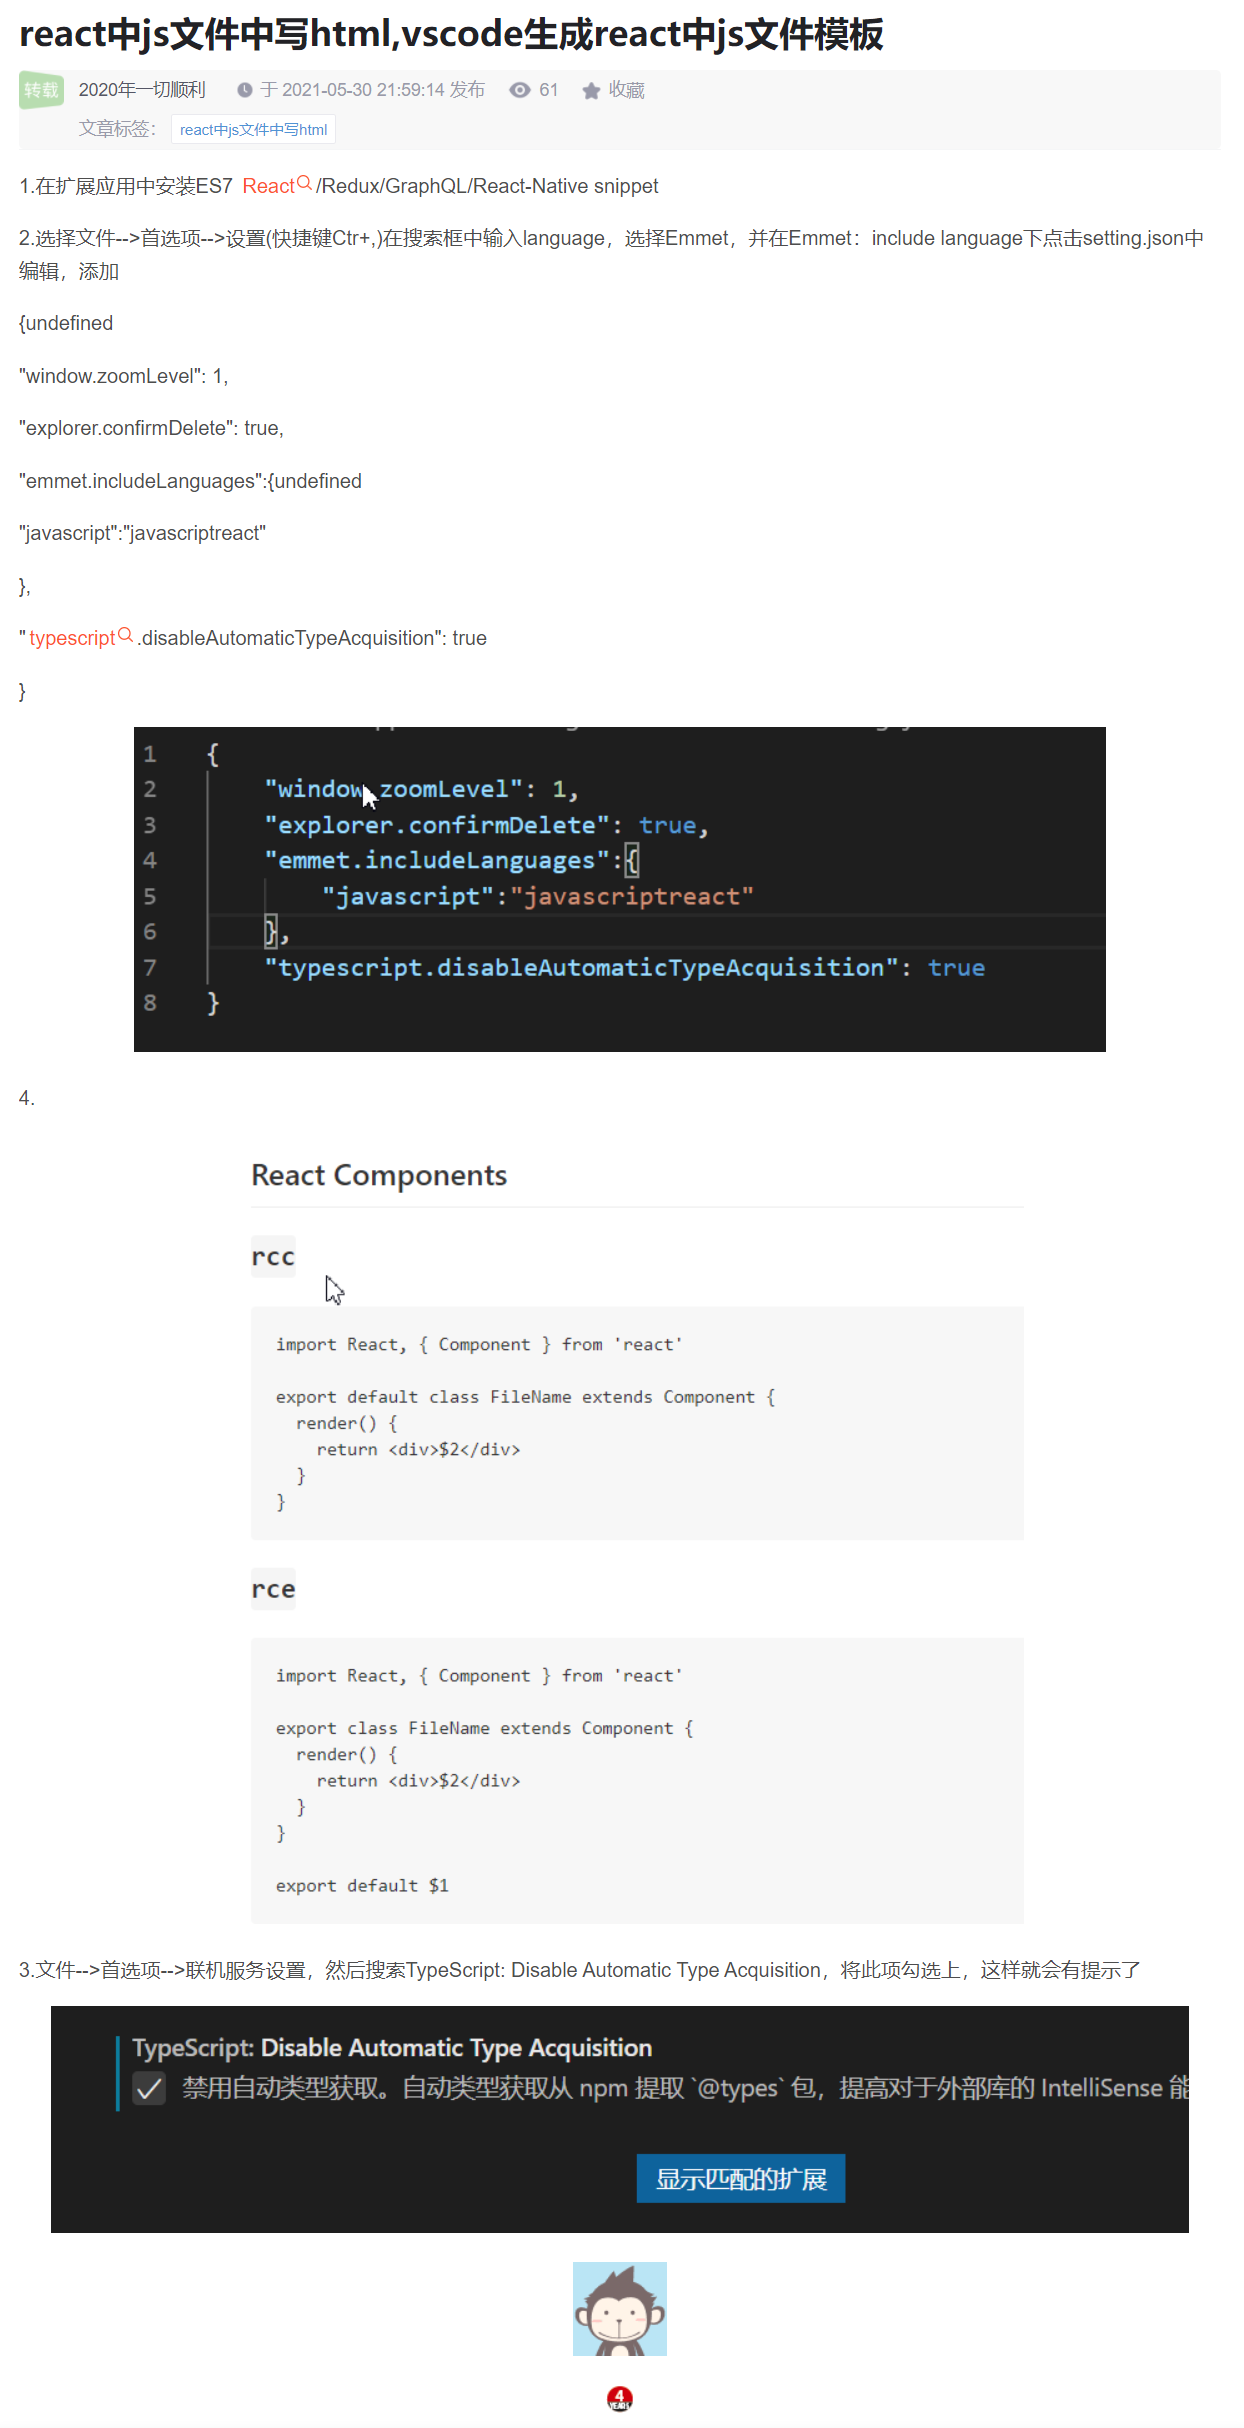 react中js文件中写html,vscode生成react中js文件模板
转载 2020年一切顺利 于 2021-05-30 21:59:14 发布 61 收藏
文章标签： react中js文件中写html
1.在扩展应用中安装ES7 React/Redux/GraphQL/React-Native snippet
2.选择文件-->首选项-->设置(快捷键Ctr+,)在搜索框中输入language，选择Emmet，并在Emmet：include language下点击setting.json中
编辑，添加
{undefined
"window.zoomLevel": 1,
"explorer.confirmDelete": true,
"emmet.includeLanguages":{undefined
"javascript":"javascriptreact"
},
"typescript.disableAutomaticTypeAcquisition": true
}
1 {
2 "window.zoomLevel": 1,
3 "explorer.confirmDelete": true,
4 "emmet.includeLanguages":{
5 "javascript":"javascriptreact"
6 },
7 "typescript.disableAutomaticTypeAcquisition": true
8 }
4.
React Components
rcc
import React, { Component } from 'react'
export default class FileName extends Component {
render() {
return <div>$2</div>
}
}
rce
import React, { Component } from 'react'
export class FileName extends Component {
render() {
return <div>$2</div>
}
}
export default $1
3.文件-->首选项-->联机服务设置，然后搜索TypeScript: Disable Automatic Type Acquisition，将此项勾选上，这样就会有提示了
TypeScript: Disable Automatic Type Acquisition
禁用自动类型获取。自动类型获取从 npm 提取 `@types` 包，提高对于外部库的 IntelliSense 能
显示匹配的扩展
4
YEARS